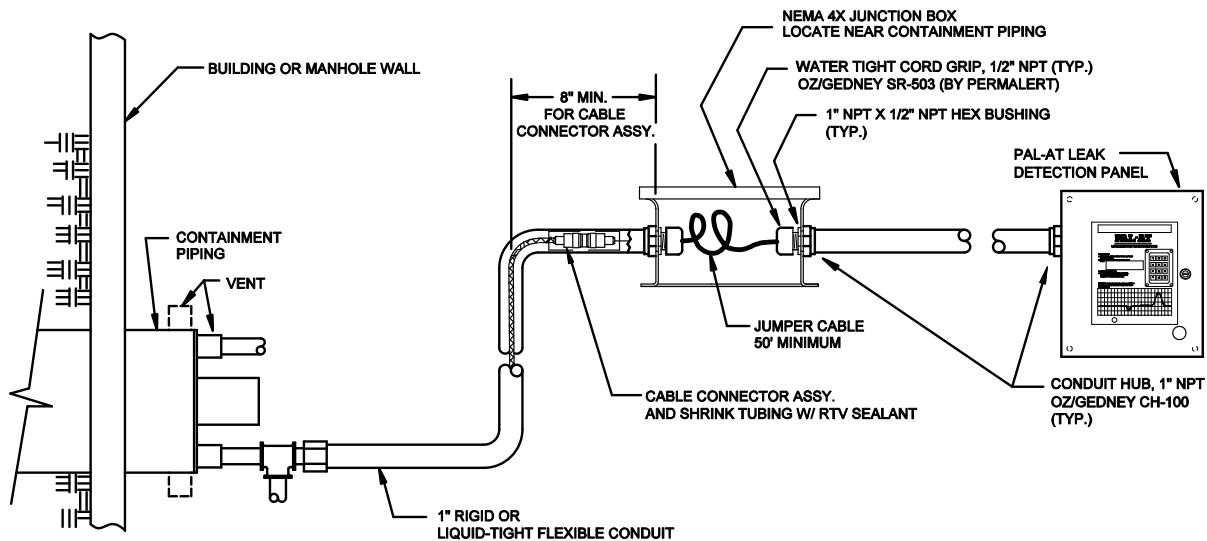 NEMA 4X JUNCTION BOX
LOCATE NEAR CONTAINMENT PIPING
BUILDING OR MANHOLE WALL
WATER TIGHT CORD GRIP, 1/2" NPT (TYP.)
OZ/GEDNEY SR-503 (BY PERMALERT)
8" MIN.
FOR CABLE
CONNECTOR ASSY.
1" NPT X 1/2" NPT HEX BUSHING
(TYP.)
PAL-AT LEAK
DETECTION PANEL
PAL-AT
CONTAINMENT
PIPING
VENT
JUMPER CABLE
50' MINIMUM
CABLE CONNECTOR ASSY.
AND SHRINK TUBING W/ RTV SEALANT
CONDUIT HUB, 1" NPT
OZ/GEDNEY CH-100
(TYP.)
1" RIGID OR
LIQUID-TIGHT FLEXIBLE CONDUIT